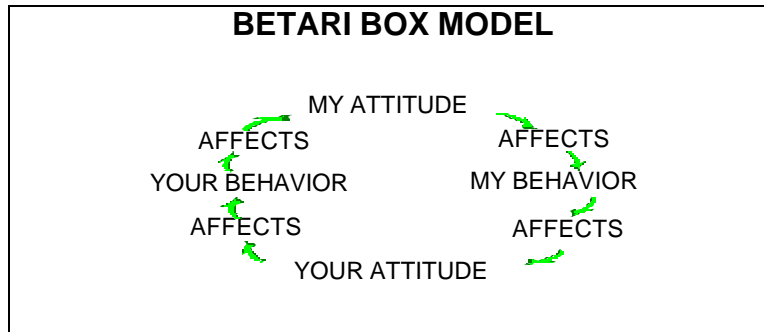 BETARI BOX MODEL
MY ATTITUDE
AFFECTS AFFECTS
YOUR BEHAVIOR MY BEHAVIOR
AFFECTS AFFECTS
YOUR ATTITUDE